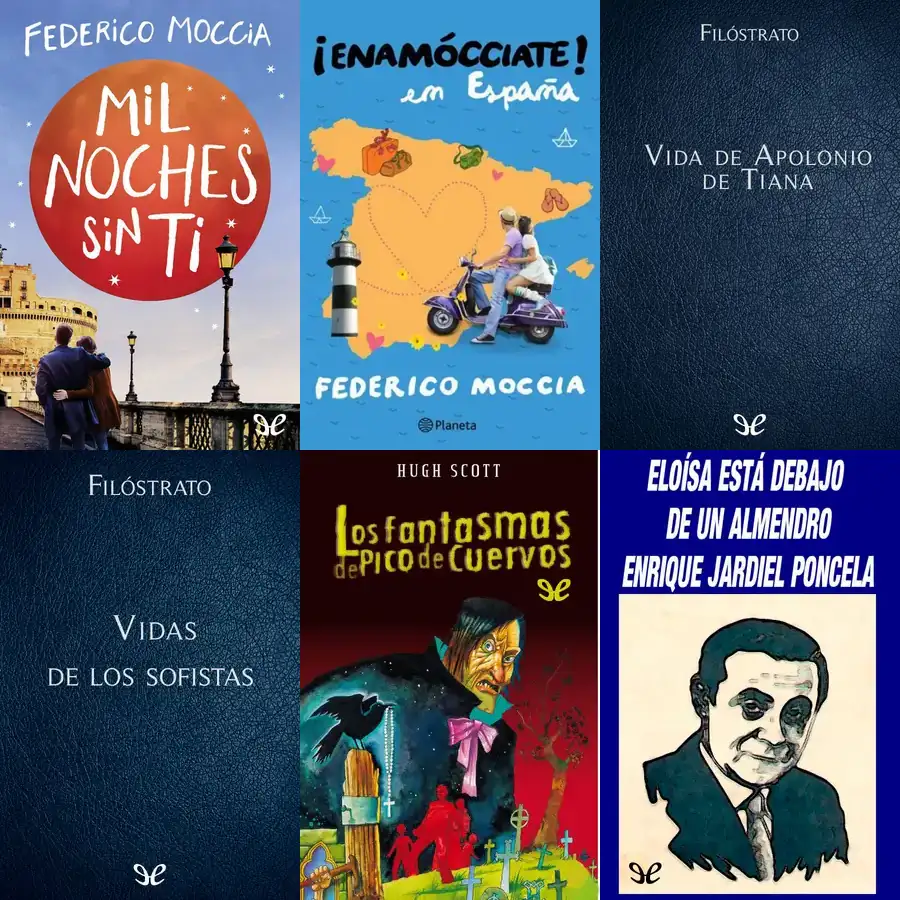 FEDERICO MOCCIA
MIL
NOCHES
SIN TI
¡ENAMÓCCIATE!
en España
FEDERICO MOCCIA
Planeta
FILÓSTRATO
VIDA DE APOLONIO
DE TIANA
FILÓSTRATO
VIDAS
DE LOS SOFISTAS
HUGH SCOTT
Los fantasmas
de PICO de CUERVOS
ELOÍSA ESTÁ DEBAJO
DE UN ALMENDRO
ENRIQUE JARDIEL PONCELA